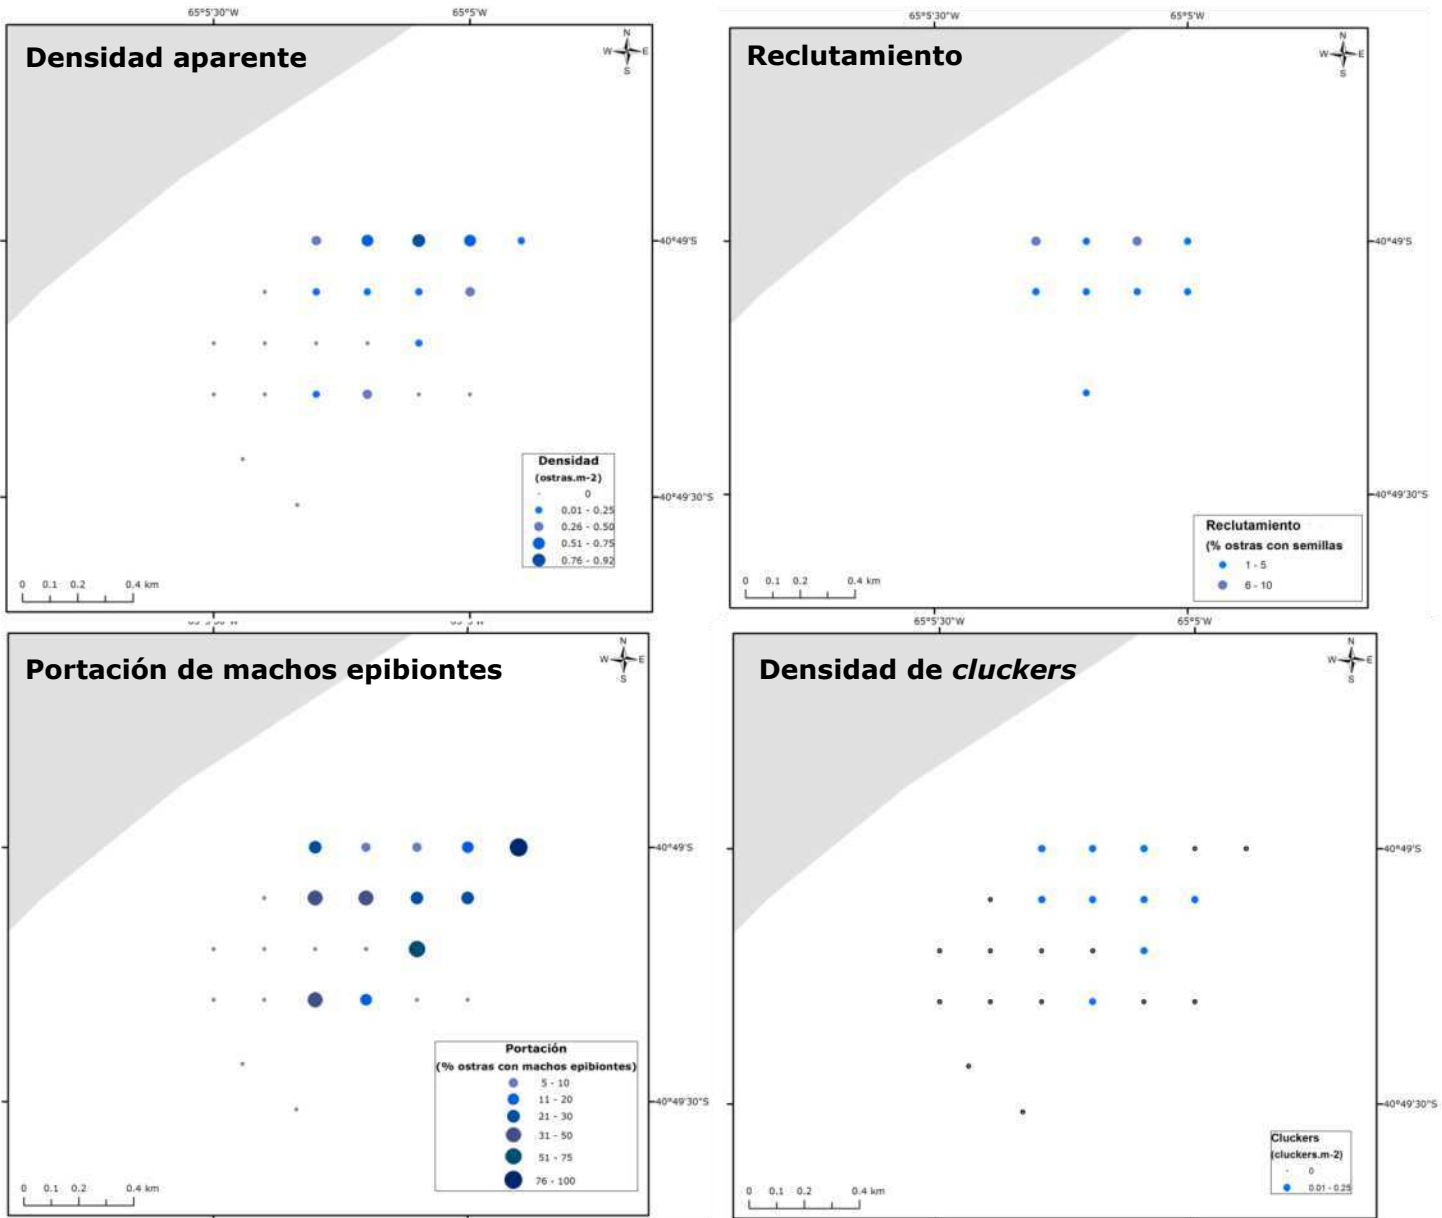 65°5'30"W 65°5'W
Densidad aparente
N
W E
S
40°49'S
40°49'30"S
Densidad
(ostras.m-2)
0
0.01 - 0.25
0.26 - 0.50
0.51 - 0.75
0.76 - 0.92
0 0.1 0.2 0.4 km
65°5'30"W 65°5'W
Reclutamiento
N
W E
S
40°49'S
40°49'30"S
Reclutamiento
(% ostras con semillas
1 - 5
6 - 10
0 0.1 0.2 0.4 km
65°5'30"W 65°5'W
Portación de machos epibiontes
N
W E
S
40°49'S
40°49'30"S
Portación
(% ostras con machos epibiontes)
5 - 10
11 - 20
21 - 30
31 - 50
51 - 75
76 - 100
0 0.1 0.2 0.4 km
65°5'30"W 65°5'W
Densidad de cluckers
N
W E
S
40°49'S
40°49'30"S
Cluckers
(cluckers.m-2)
0
0.01 - 0.25
0 0.1 0.2 0.4 km